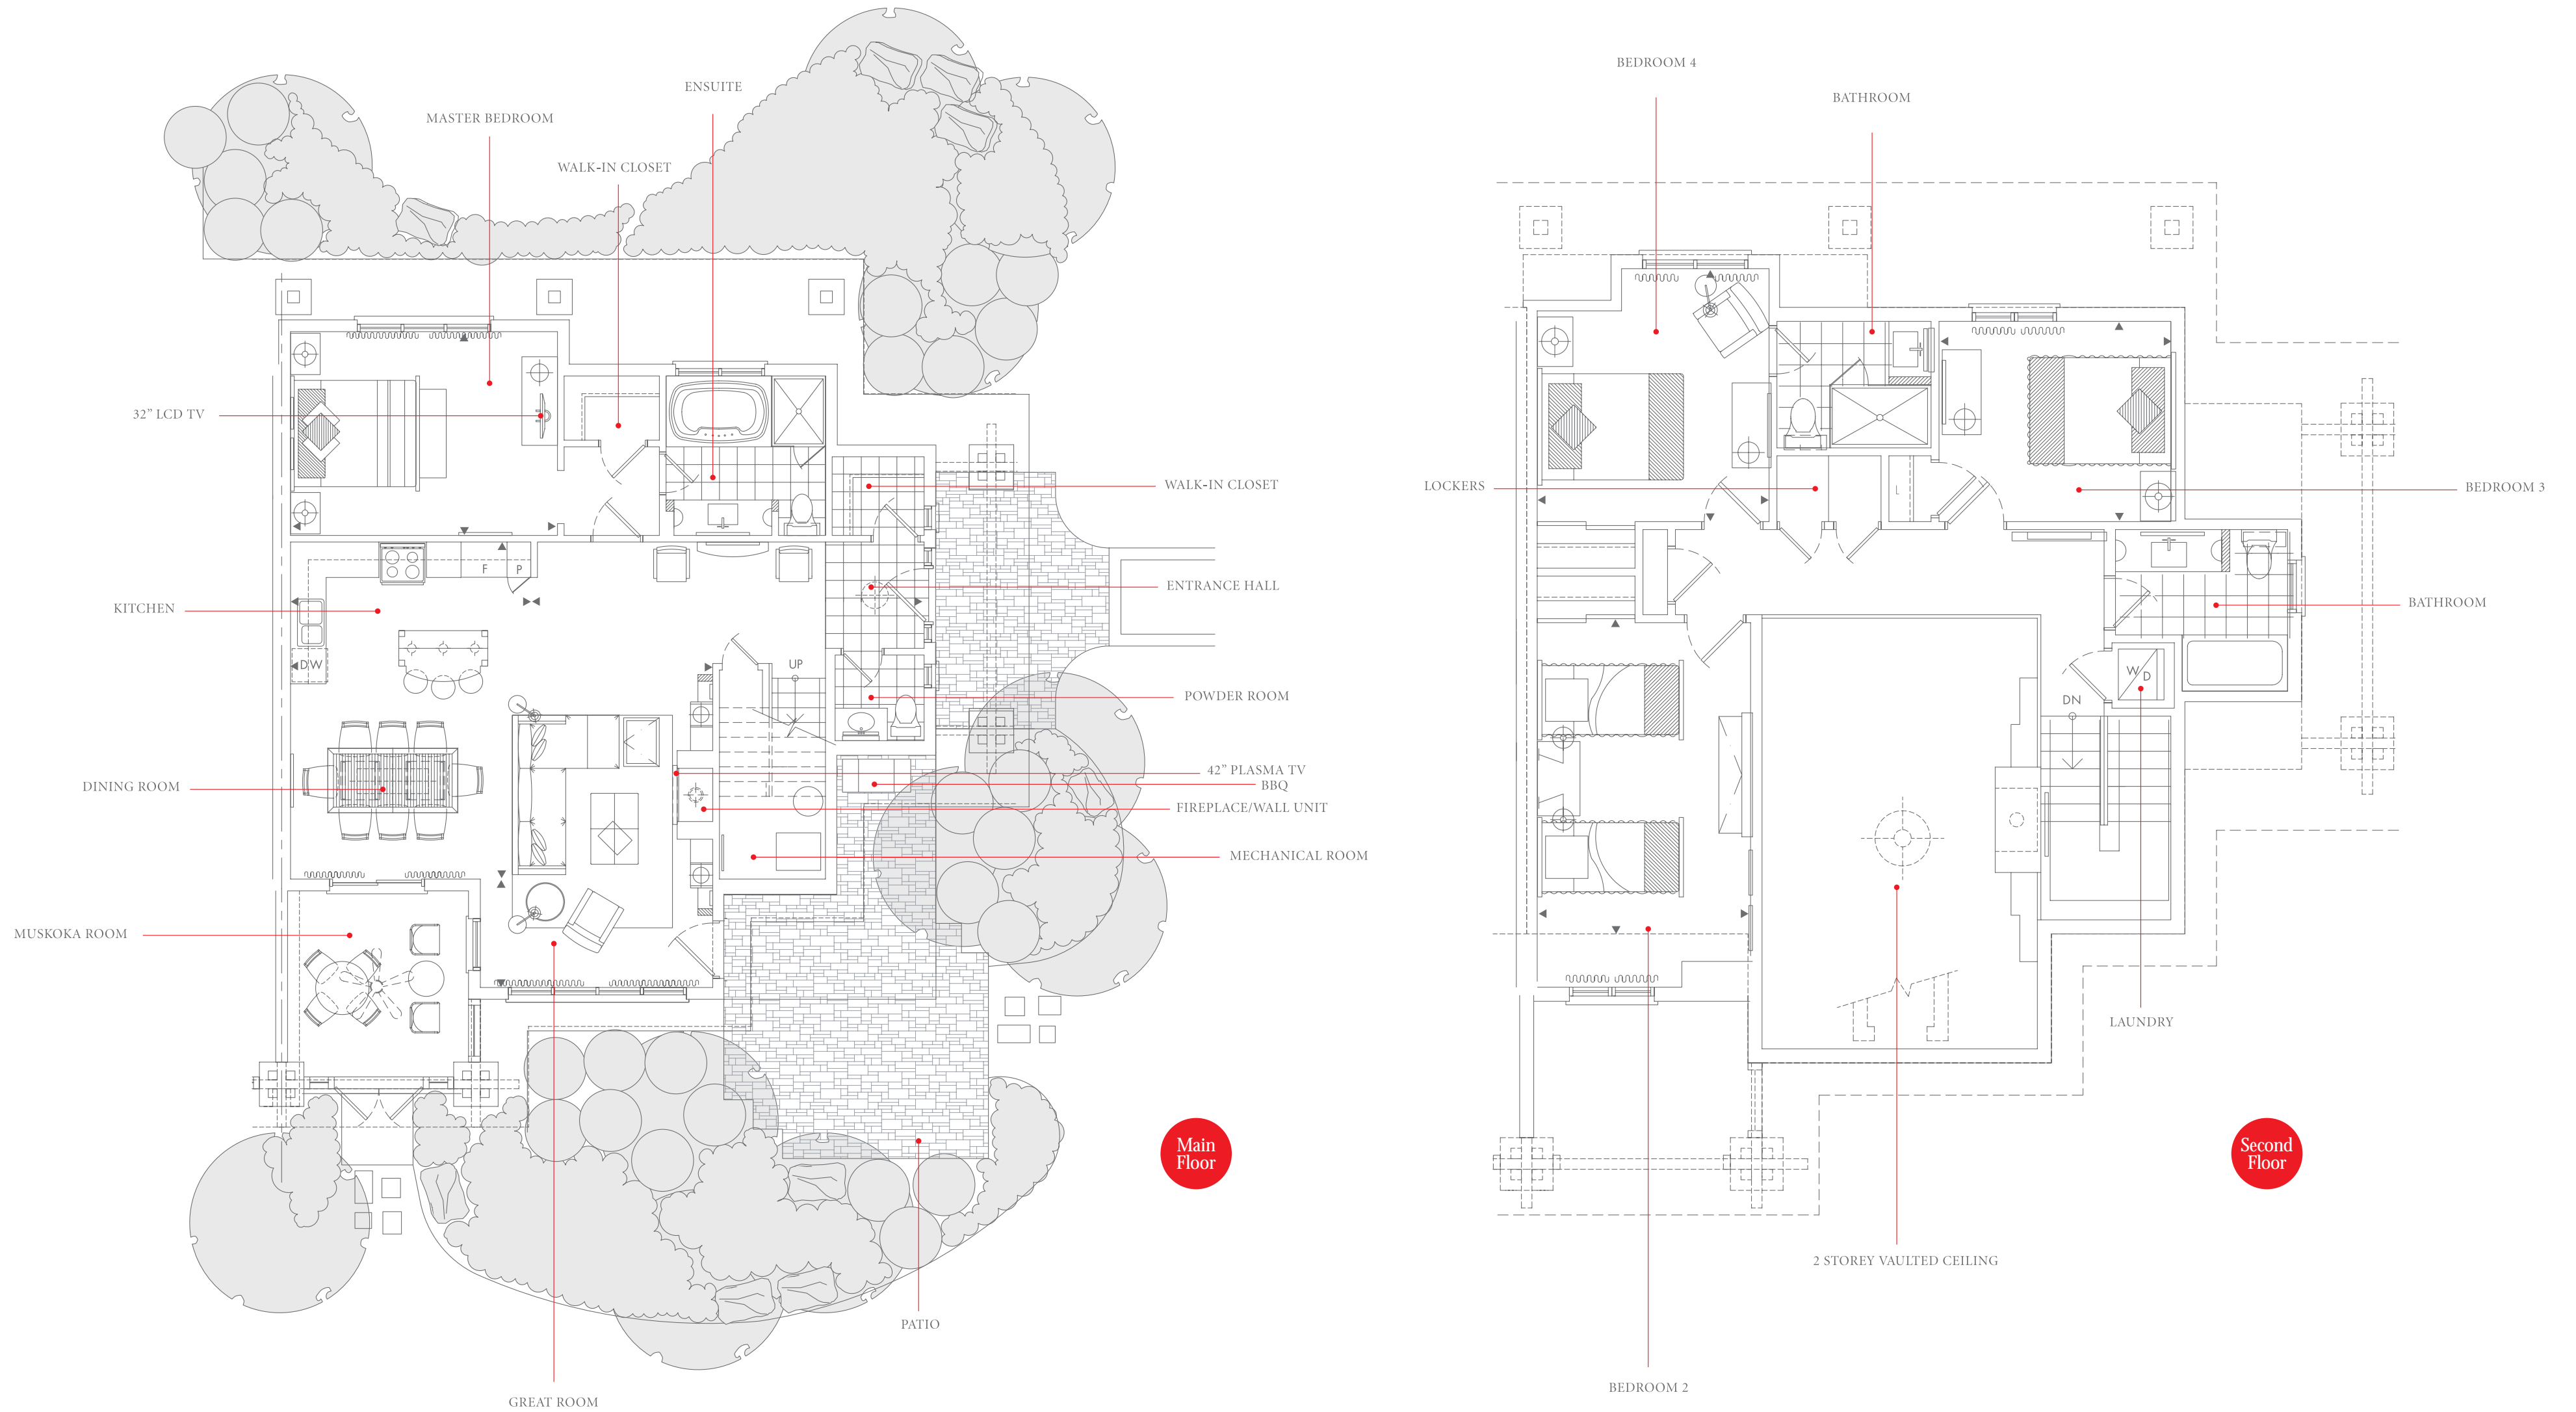 ENSUITE
MASTER BEDROOM
WALK-IN CLOSET
32” LCD TV
WALK-IN CLOSET
ENTRANCE HALL
F
P
KITCHEN
DW
UP
POWDER ROOM
42” PLASMA TV
BBQ
DINING ROOM
FIREPLACE/WALL UNIT
MECHANICAL ROOM
MUSKOKA ROOM
PATIO
GREAT ROOM
Main
Floor
BEDROOM 4
BATHROOM
LOCKERS
L
BEDROOM 3
BATHROOM
W
D
DN
LAUNDRY
2 STOREY VAULTED CEILING
BEDROOM 2
Second
Floor